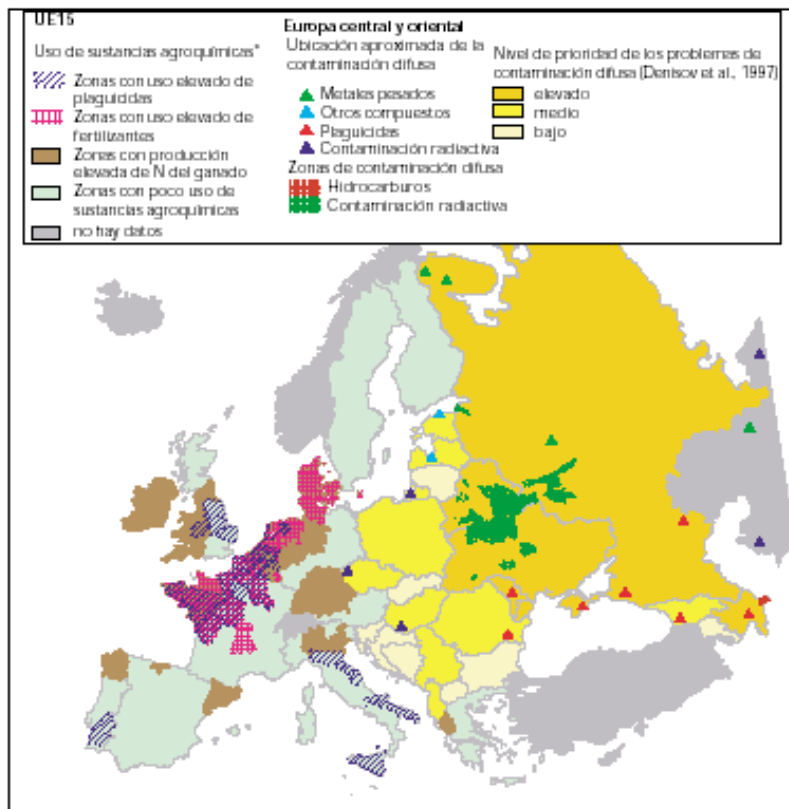 UE15
Uso de sustancias agroquímicas*
Zonas con uso elevado de
plaguicidas
Zonas con uso elevado de
fertilizantes
Zonas con producción
elevada de N del ganado
Zonas con poco uso de
sustancias agroquímicas
no hay datos
Europa central y oriental
Ubicación aproximada de la
contaminación difusa
Metales pesados
Otros compuestos
Plaguicidas
Contaminación radiactiva
Zonas de contaminación difusa
Hidrocarburos
Contaminación radiactiva
Nivel de prioridad de los problemas de
contaminación difusa (Denisov et al., 1997)
elevado
medio
bajo